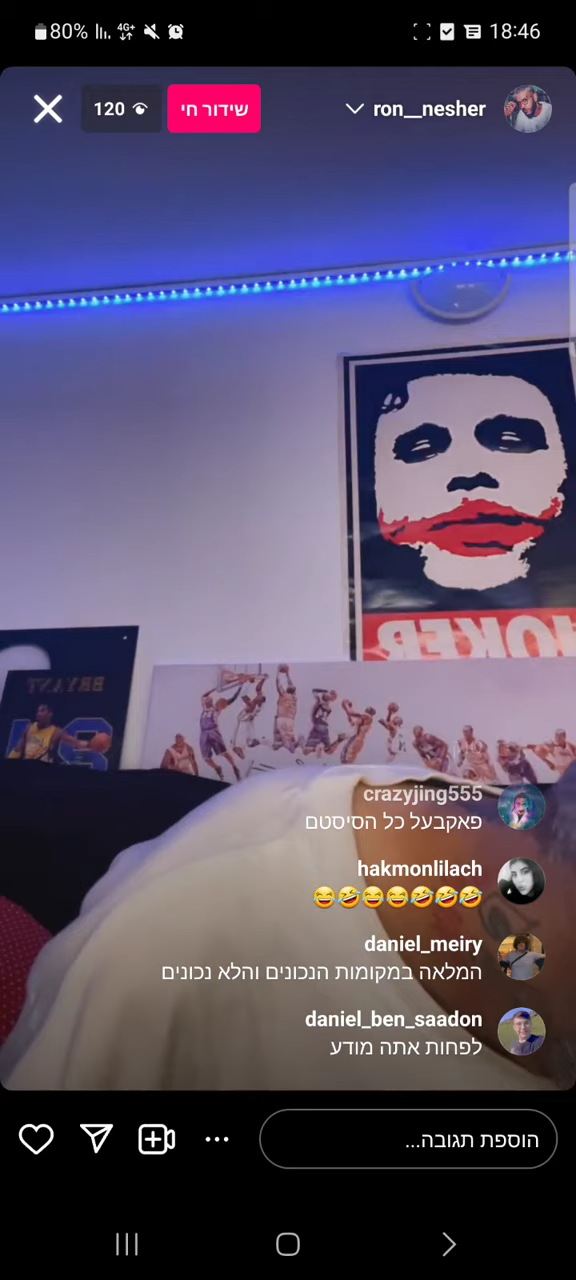 80% 4G+ 18:46
120 שידור חי ron__nesher
JOKER
BRYANT
crazyjing555
פאקבעל כל הסיסטם
hakmonlilach
😂🤣😂😂🤣🤣🤣
daniel_meiry
המלאה במקומות הנכונים והלא נכונים
daniel_ben_saadon
לפחות אתה מודע
הוספת תגובה...